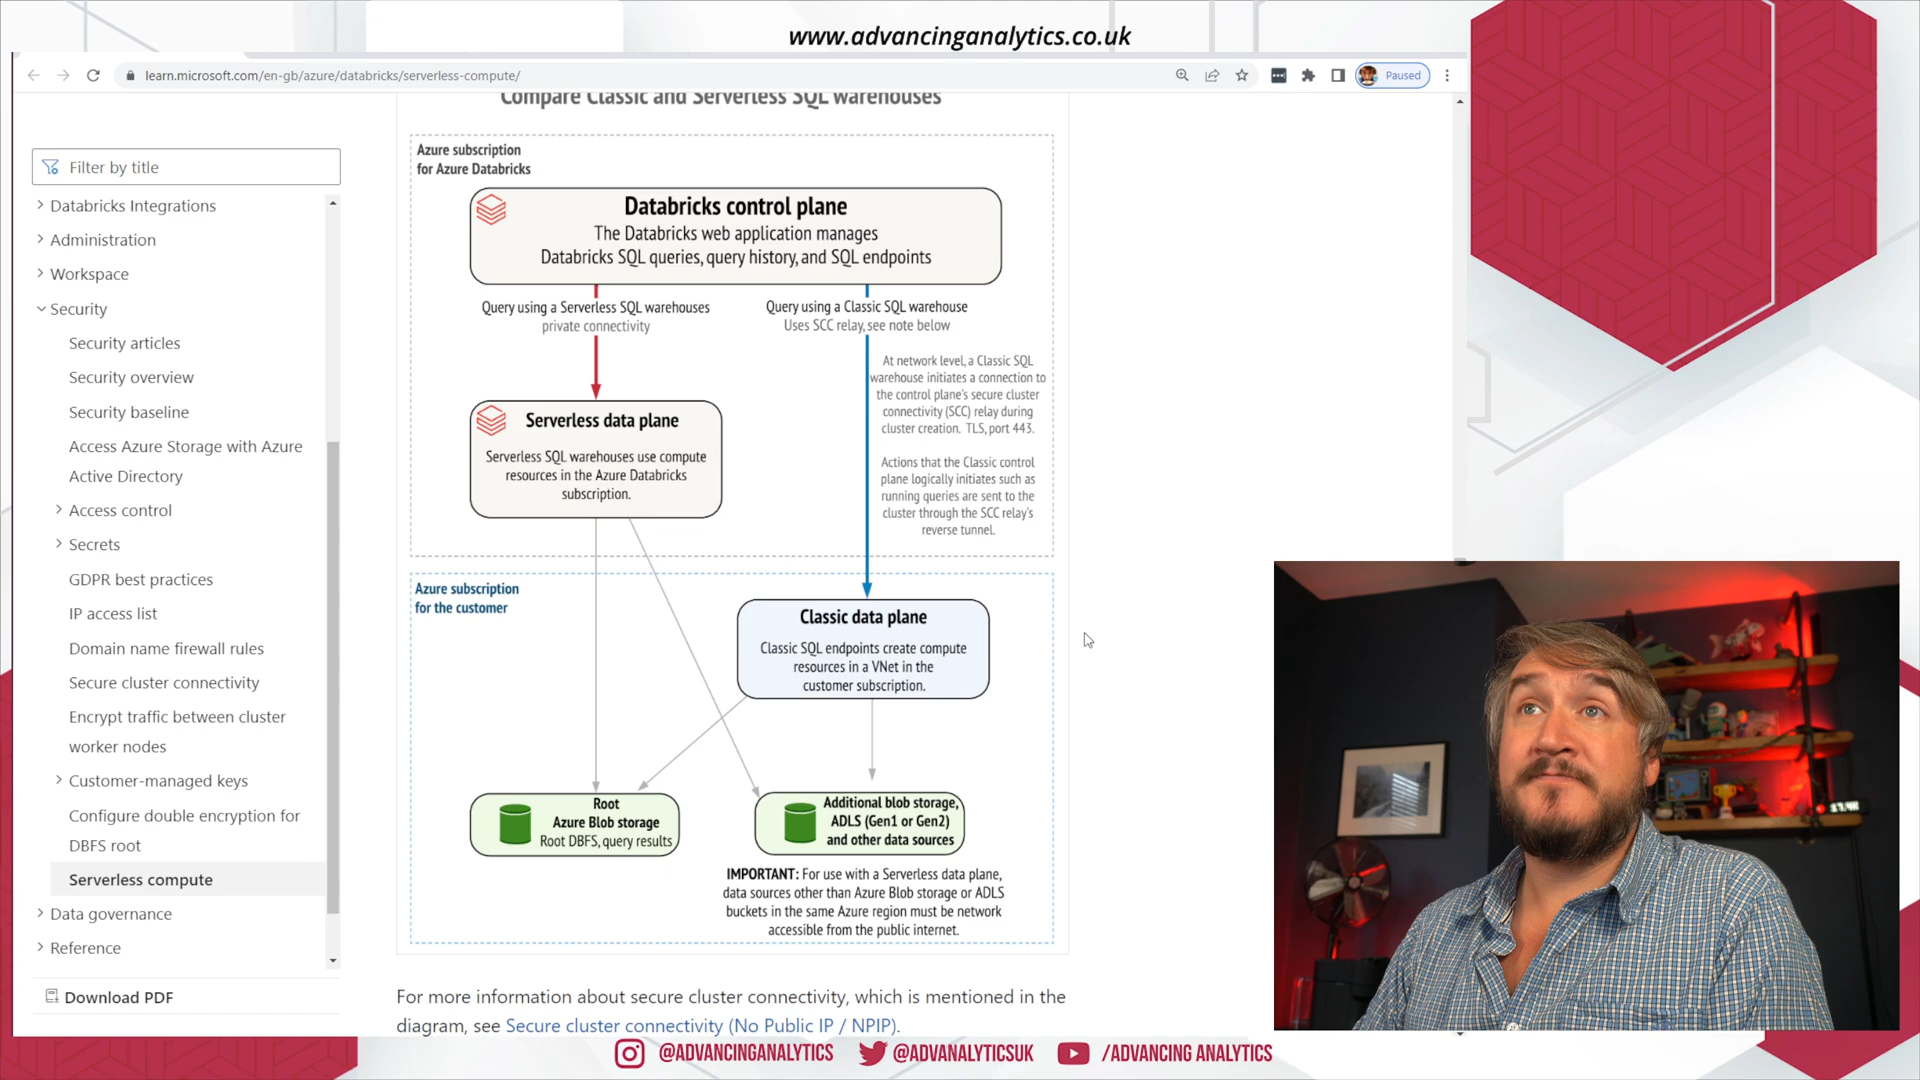 www.advancinganalytics.co.uk
learn.microsoft.com/en-gb/azure/databricks/serverless-compute/
Paused
Compare Classic and Serverless SQL warehouses
Filter by title
Databricks Integrations
Administration
Workspace
Security
Security articles
Security overview
Security baseline
Access Azure Storage with Azure
Active Directory
Access control
Secrets
GDPR best practices
IP access list
Domain name firewall rules
Secure cluster connectivity
Encrypt traffic between cluster
worker nodes
Customer-managed keys
Configure double encryption for
DBFS root
Serverless compute
Data governance
Reference
Download PDF
Azure subscription
for Azure Databricks
Databricks control plane
The Databricks web application manages
Databricks SQL queries, query history, and SQL endpoints
Query using a Serverless SQL warehouses
private connectivity
Query using a Classic SQL warehouse
Uses SCC relay, see note below
At network level, a Classic SQL
warehouse initiates a connection to
the control plane's secure cluster
connectivity (SCC) relay during
cluster creation. TLS, port 443.
Actions that the Classic control
plane logically initiates such as
running queries are sent to the
cluster through the SCC relay's
reverse tunnel.
Serverless data plane
Serverless SQL warehouses use compute
resources in the Azure Databricks
subscription.
Azure subscription
for the customer
Classic data plane
Classic SQL endpoints create compute
resources in a VNet in the
customer subscription.
Root
Azure Blob storage
Root DBFS, query results
Additional blob storage,
ADLS (Gen1 or Gen2)
and other data sources
IMPORTANT: For use with a Serverless data plane,
data sources other than Azure Blob storage or ADLS
buckets in the same Azure region must be network
accessible from the public internet.
For more information about secure cluster connectivity, which is mentioned in the
diagram, see Secure cluster connectivity (No Public IP / NPIP).
@ADVANCINGANALYTICS
@ADVANALYTICSUK
/ADVANCING ANALYTICS